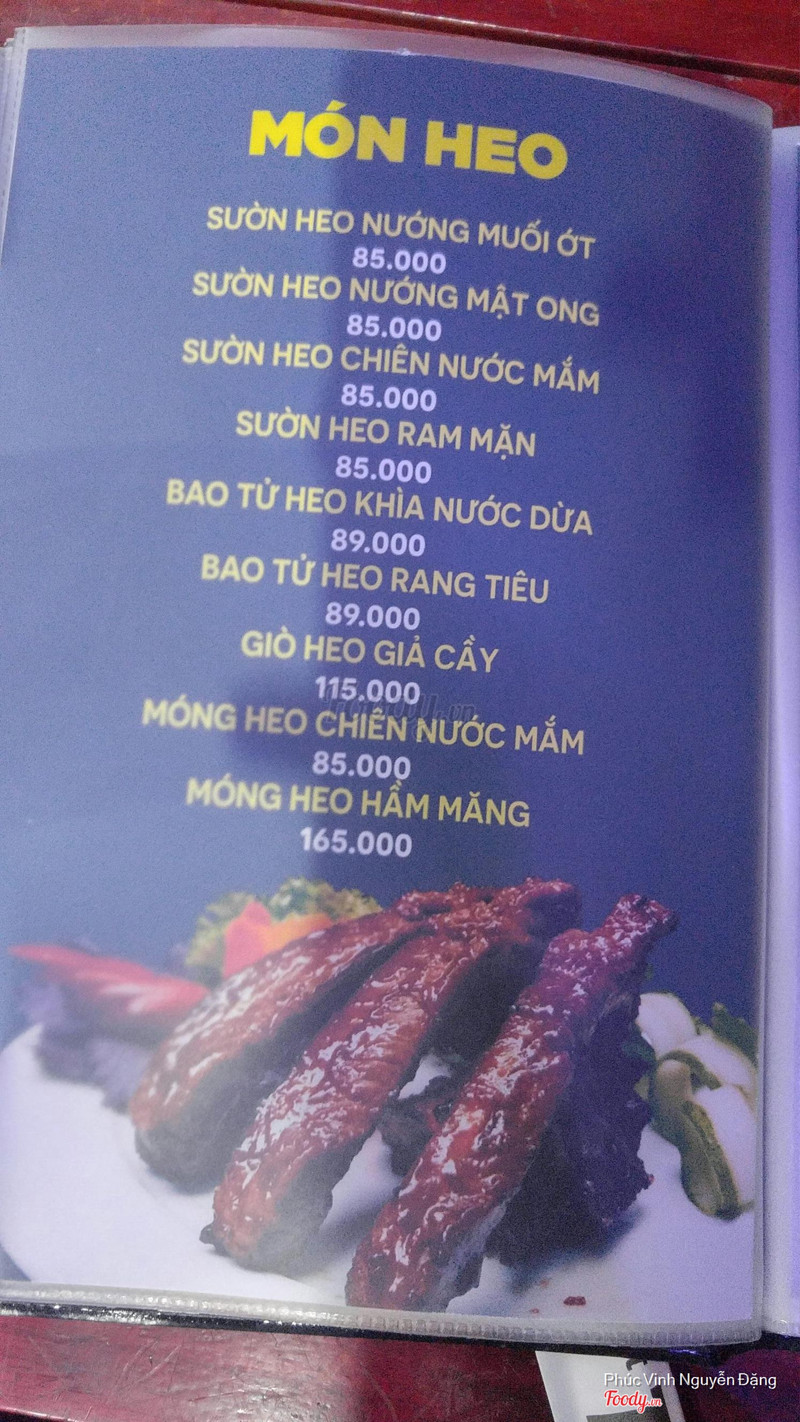 MÓN HEO
SƯỜN HEO NƯỚNG MUỐI ỚT
85.000
SƯỜN HEO NƯỚNG MẬT ONG
85.000
SƯỜN HEO CHIÊN NƯỚC MẮM
85.000
SƯỜN HEO RAM MẶN
85.000
BAO TỬ HEO KHÌA NƯỚC DỪA
89.000
BAO TỬ HEO RANG TIÊU
89.000
GIÒ HEO GIẢ CẦY
115.000
MÓNG HEO CHIÊN NƯỚC MẮM
85.000
MÓNG HEO HẦM MĂNG
165.000
Phúc Vinh Nguyễn Đặng
Foody.vn